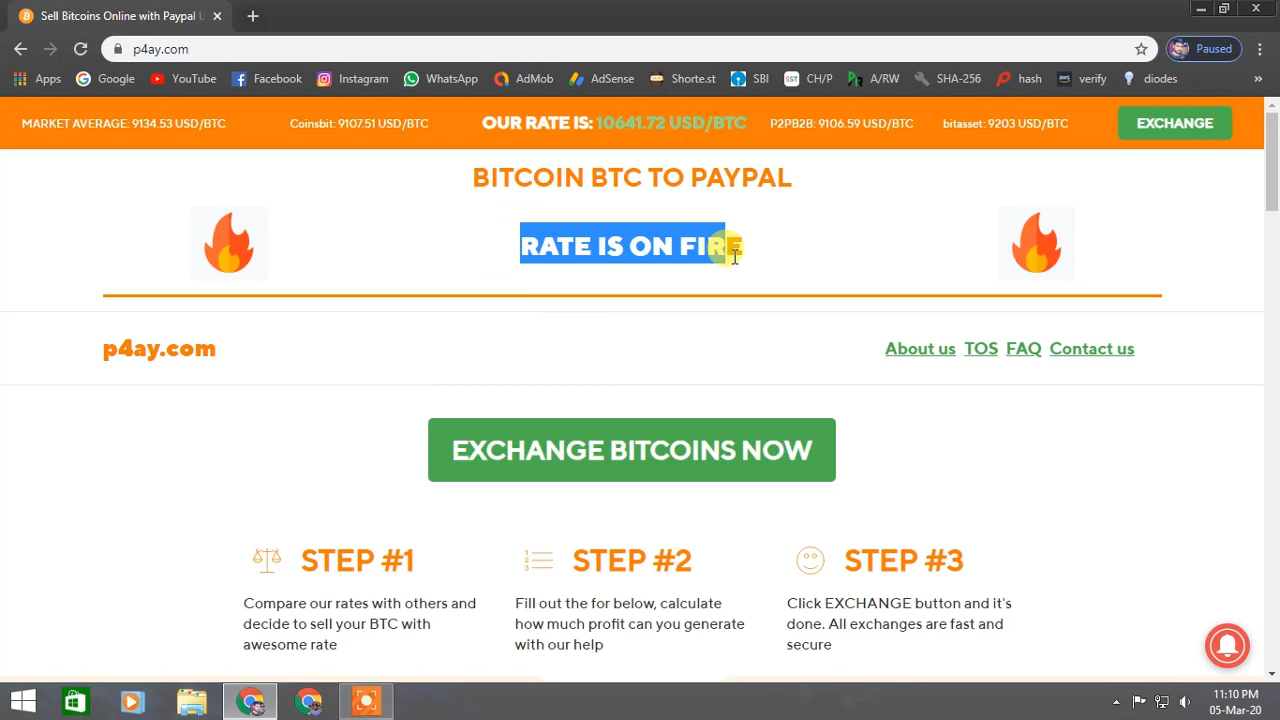 Sell Bitcoins Online with Paypal U
p4ay.com
Paused
Apps Google YouTube Facebook Instagram WhatsApp AdMob AdSense Shorte.st SBI CH/P A/RW SHA-256 hash verify diodes »
MARKET AVERAGE: 9134.53 USD/BTC Coinsbit: 9107.51 USD/BTC OUR RATE IS: 10641.72 USD/BTC P2PB2B: 9106.59 USD/BTC bitasset: 9203 USD/BTC EXCHANGE
BITCOIN BTC TO PAYPAL
RATE IS ON FIRE
p4ay.com About us TOS FAQ Contact us
EXCHANGE BITCOINS NOW
STEP #1
Compare our rates with others and
decide to sell your BTC with
awesome rate
1 2 3
STEP #2
Fill out the for below, calculate
how much profit can you generate
with our help
STEP #3
Click EXCHANGE button and it's
done. All exchanges are fast and
secure
11:10 PM
05-Mar-20